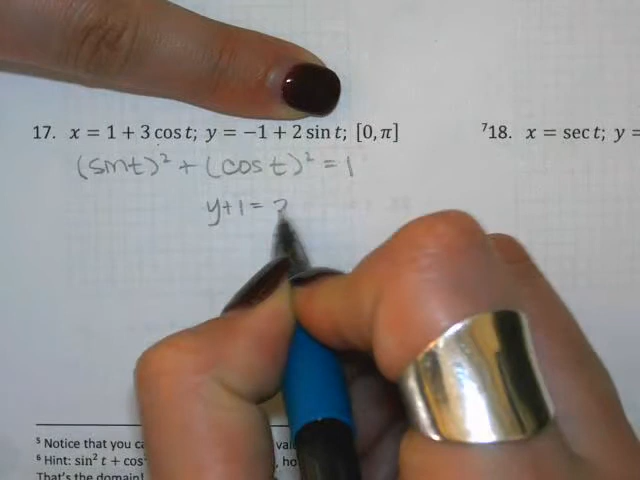 17. x = 1 + 3 cos t; y = −1 + 2 sin t; [0, π]
⁷18. x = sec t; y =
(sin t)² + (cos t)² = 1
y+1 = 2
⁵ Notice that you
⁶ Hint: sin² t + cos
That's the domain!